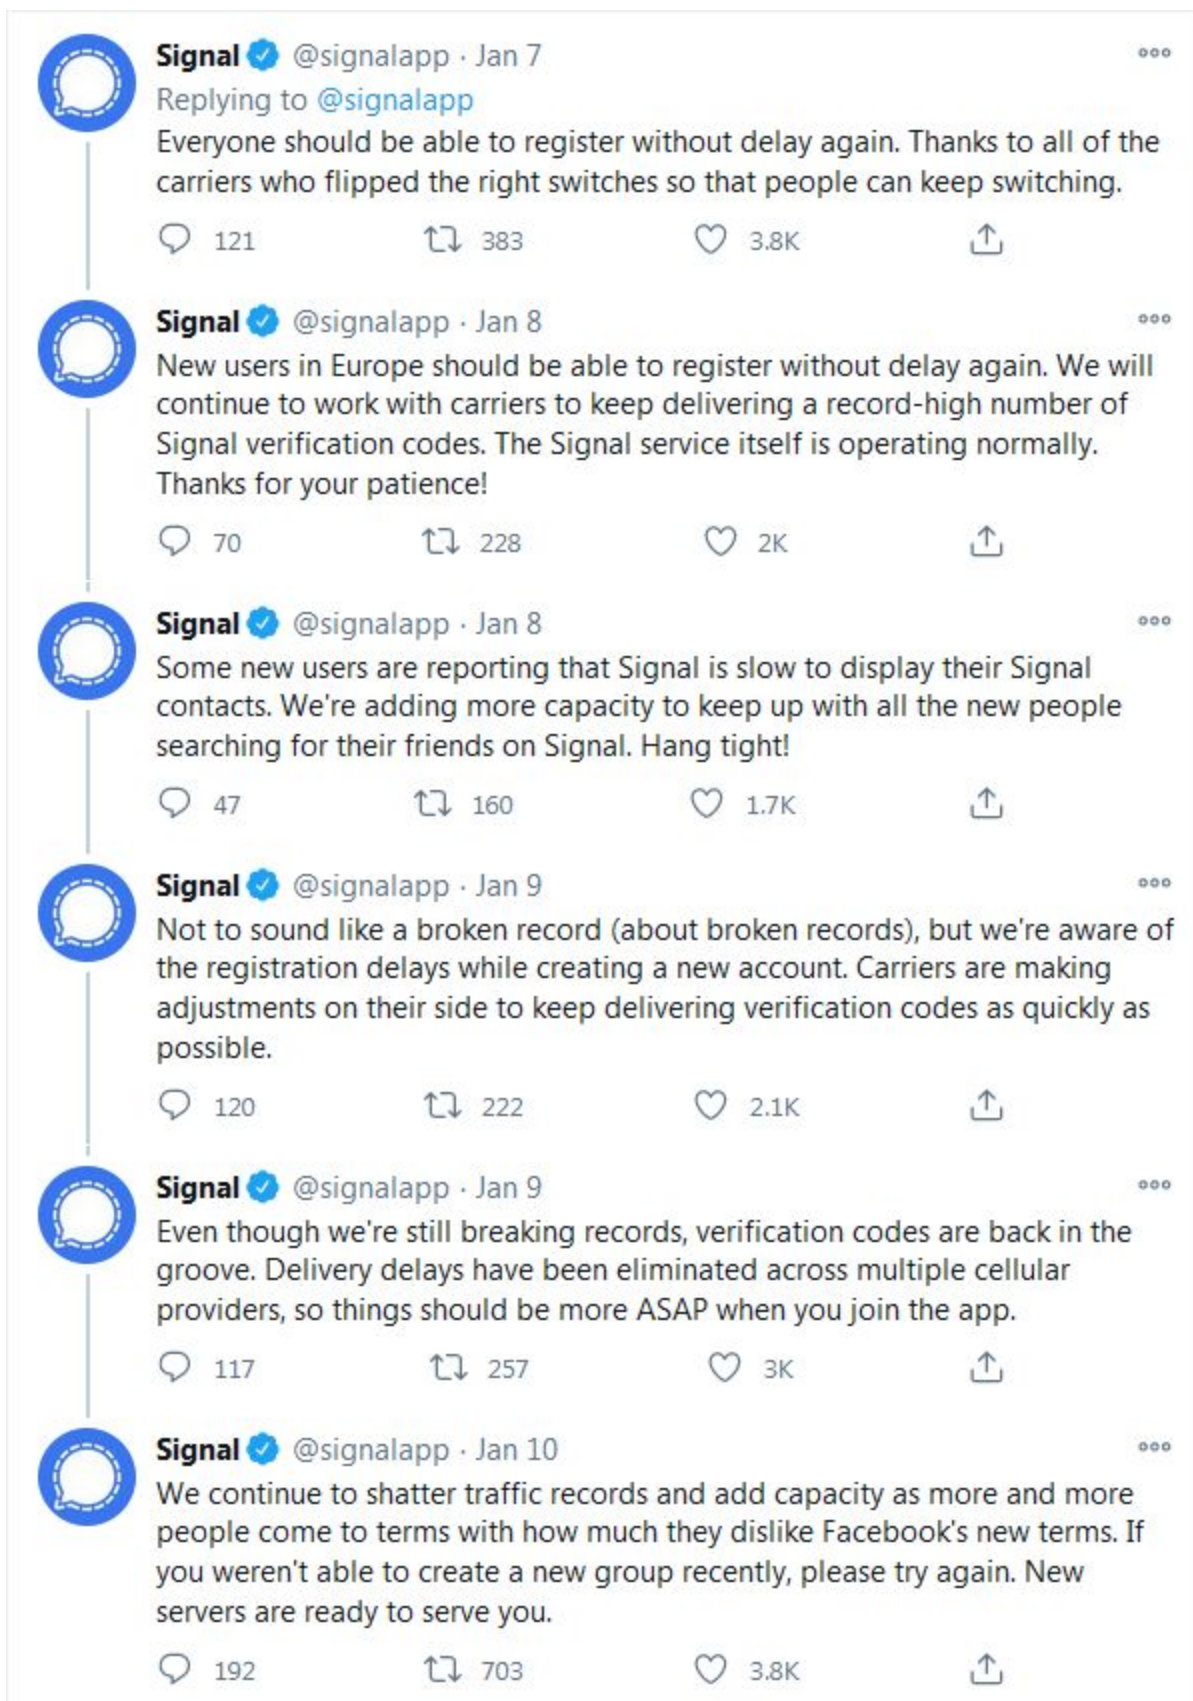 Signal @signalapp · Jan 7
Replying to @signalapp
Everyone should be able to register without delay again. Thanks to all of the
carriers who flipped the right switches so that people can keep switching.
121 383 3.8K
Signal @signalapp · Jan 8
New users in Europe should be able to register without delay again. We will
continue to work with carriers to keep delivering a record-high number of
Signal verification codes. The Signal service itself is operating normally.
Thanks for your patience!
70 228 2K
Signal @signalapp · Jan 8
Some new users are reporting that Signal is slow to display their Signal
contacts. We're adding more capacity to keep up with all the new people
searching for their friends on Signal. Hang tight!
47 160 1.7K
Signal @signalapp · Jan 9
Not to sound like a broken record (about broken records), but we're aware of
the registration delays while creating a new account. Carriers are making
adjustments on their side to keep delivering verification codes as quickly as
possible.
120 222 2.1K
Signal @signalapp · Jan 9
Even though we're still breaking records, verification codes are back in the
groove. Delivery delays have been eliminated across multiple cellular
providers, so things should be more ASAP when you join the app.
117 257 3K
Signal @signalapp · Jan 10
We continue to shatter traffic records and add capacity as more and more
people come to terms with how much they dislike Facebook's new terms. If
you weren't able to create a new group recently, please try again. New
servers are ready to serve you.
192 703 3.8K